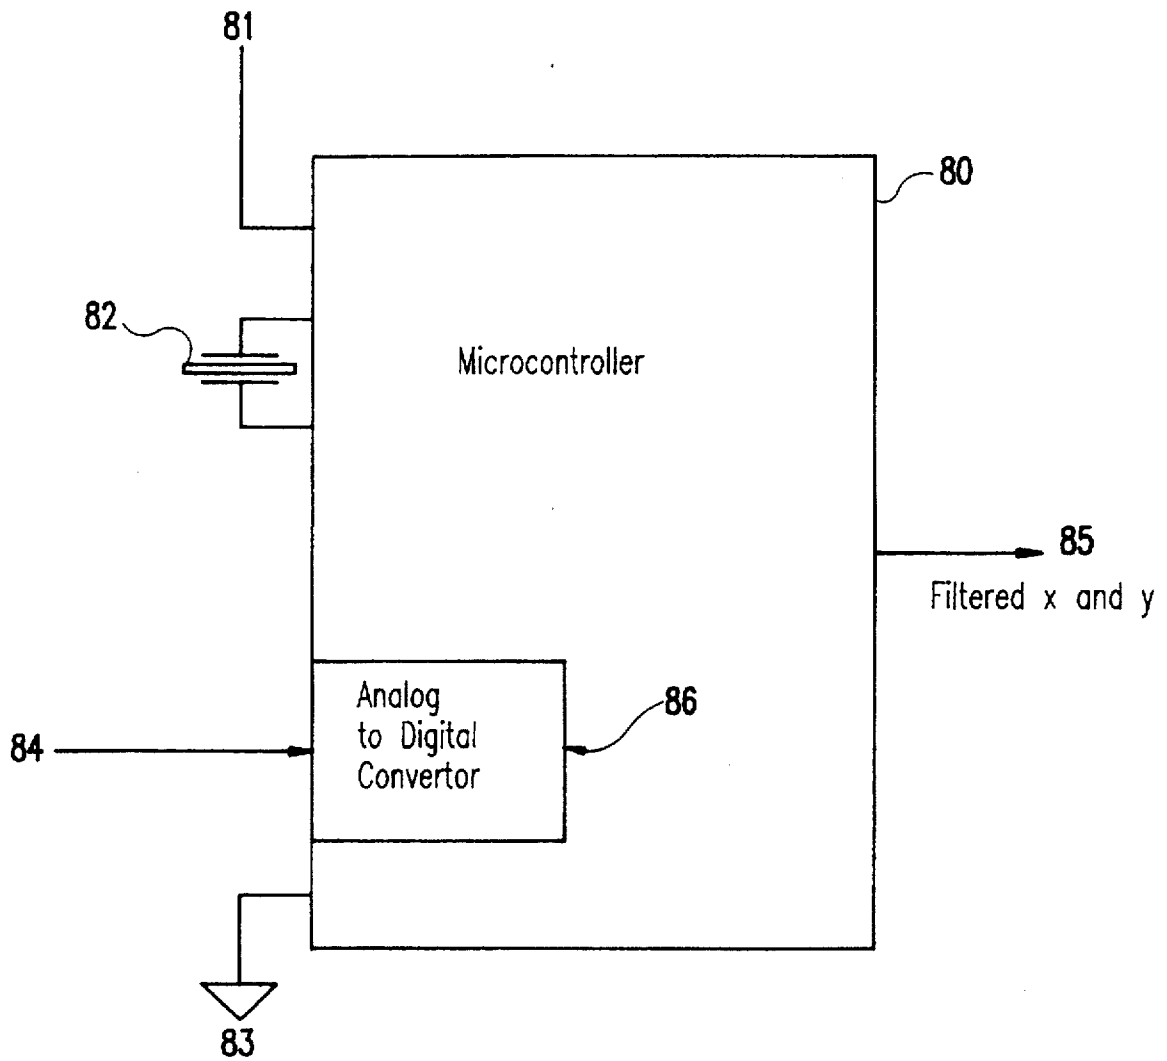 81
80
82
Microcontroller
85
Filtered x and y
Analog
to Digital
Convertor
86
84
83